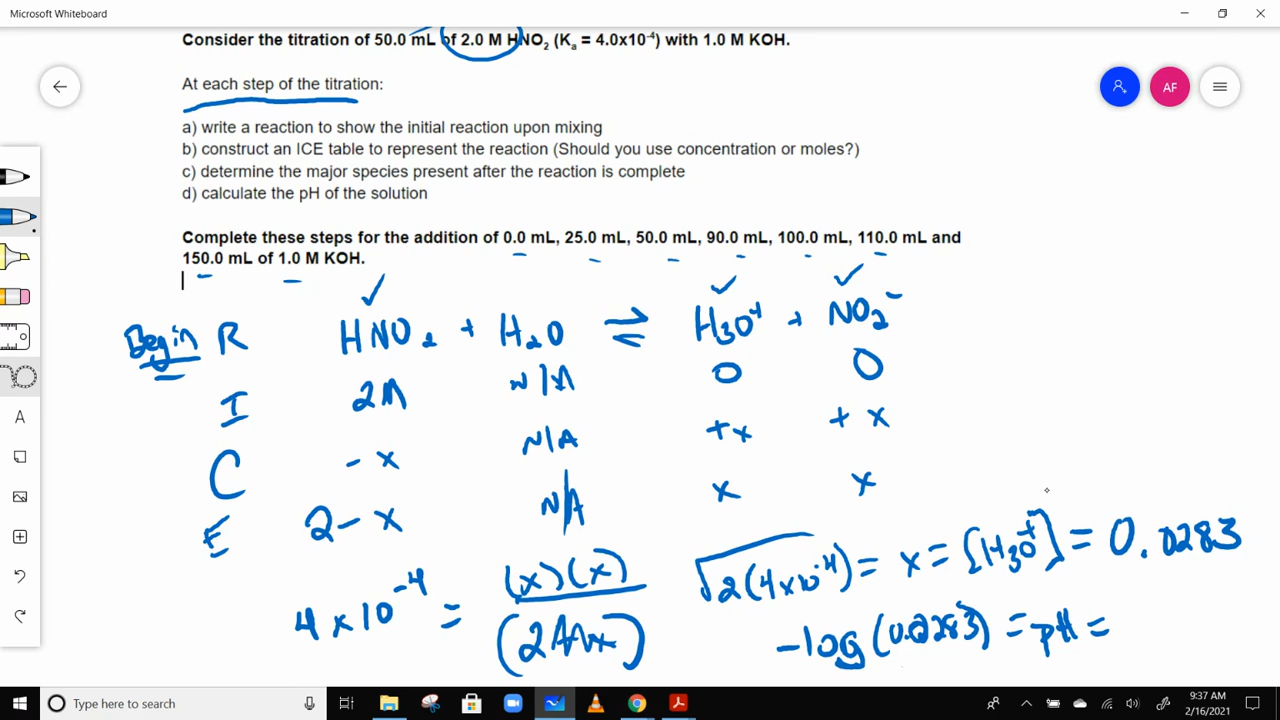 Microsoft Whiteboard
Consider the titration of 50.0 mL of 2.0 M HNO₂ (Kₐ = 4.0x10⁻⁴) with 1.0 M KOH.
At each step of the titration:
AF
a) write a reaction to show the initial reaction upon mixing
b) construct an ICE table to represent the reaction (Should you use concentration or moles?)
c) determine the major species present after the reaction is complete
d) calculate the pH of the solution
Complete these steps for the addition of 0.0 mL, 25.0 mL, 50.0 mL, 90.0 mL, 100.0 mL, 110.0 mL and
150.0 mL of 1.0 M KOH.
Begin R HNO₂ + H₂O ⇌ H₃O⁺ + NO₂⁻
I 2M N/A 0 0
C -x N/A +x +x
E 2-x N/A x x
4x10⁻⁴ = (x)(x) / (2-x)
√2(4x10⁻⁴) = x = [H₃O⁺] = 0.0283
-log(0.0283) = pH =
A
Type here to search
9:37 AM
2/16/2021